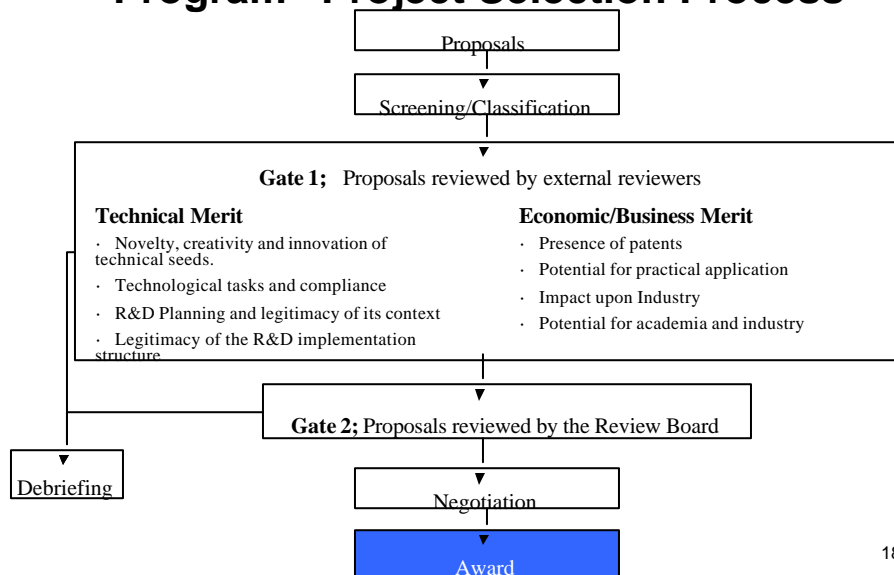 Program - Project Selection Process
Proposals
Screening/Classification
Gate 1; Proposals reviewed by external reviewers
Technical Merit
· Novelty, creativity and innovation of
technical seeds.
· Technological tasks and compliance
· R&D Planning and legitimacy of its context
· Legitimacy of the R&D implementation
structure
Economic/Business Merit
· Presence of patents
· Potential for practical application
· Impact upon Industry
· Potential for academia and industry
Gate 2; Proposals reviewed by the Review Board
Debriefing
Negotiation
Award
18